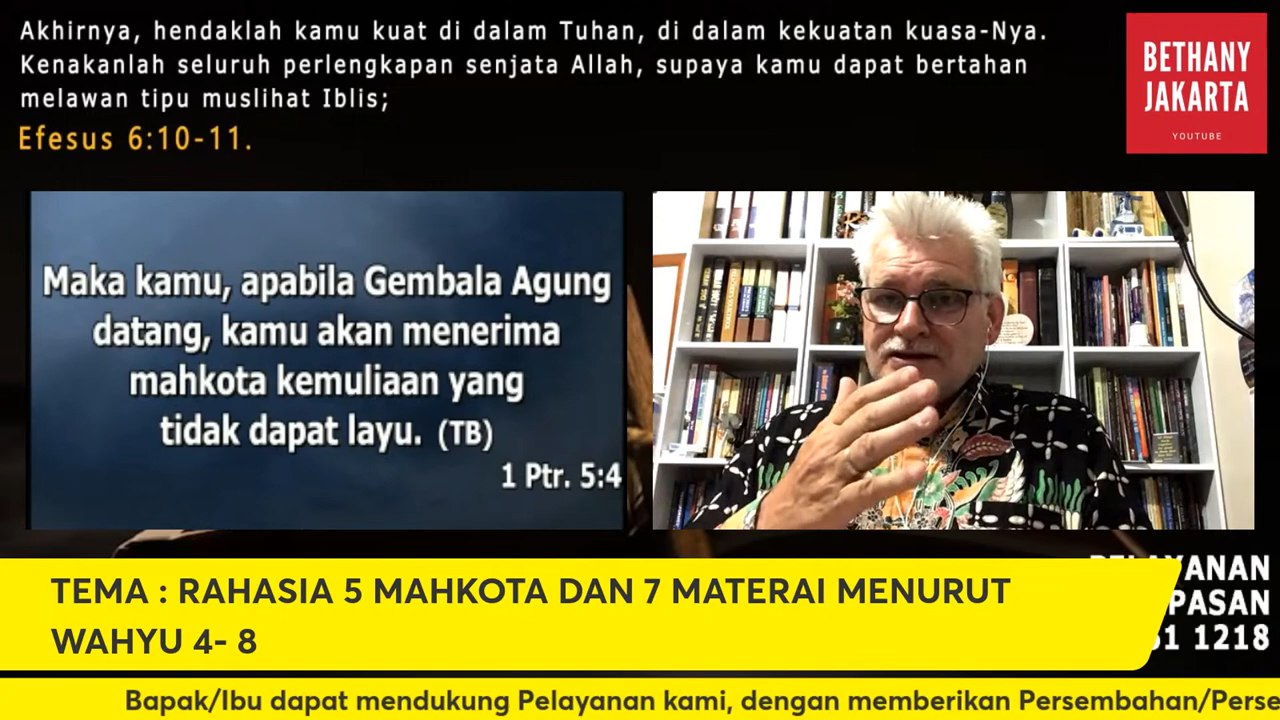 Akhirnya, hendaklah kamu kuat di dalam Tuhan, di dalam kekuatan kuasa-Nya.
Kenakanlah seluruh perlengkapan senjata Allah, supaya kamu dapat bertahan
melawan tipu muslihat Iblis;
Efesus 6:10-11.
BETHANY
JAKARTA
YOUTUBE
Maka kamu, apabila Gembala Agung
datang, kamu akan menerima
mahkota kemuliaan yang
tidak dapat layu. (TB)
1 Ptr. 5:4
TEMA : RAHASIA 5 MAHKOTA DAN 7 MATERAI MENURUT
WAHYU 4- 8
1218
Bapak/Ibu dapat mendukung Pelayanan kami, dengan memberikan Persembahan/Perse